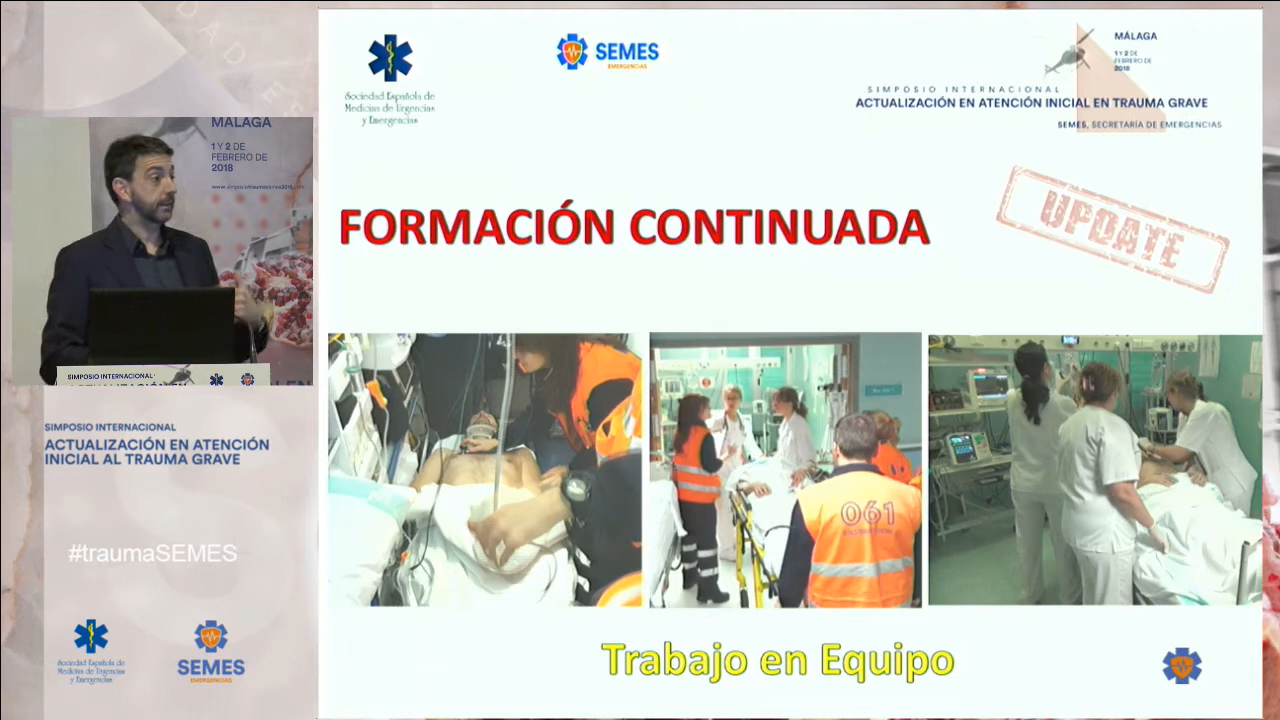 MÁLAGA
1 Y 2 DE
FEBRERO DE
2018
SIMPOSIO INTERNACIONAL
ACTUALIZACIÓN EN ATENCIÓN
INICIAL AL TRAUMA GRAVE
#traumaSEMES
Sociedad Española de
Medicina de Urgencias
y Emergencias
SEMES
EMERGENCIAS
Sociedad Española de
Medicina de Urgencias
y Emergencias
SEMES
EMERGENCIAS
MÁLAGA
1 Y 2 DE
FEBRERO DE
2018
SIMPOSIO INTERNACIONAL
ACTUALIZACIÓN EN ATENCIÓN INICIAL EN TRAUMA GRAVE
SEMES, SECRETARÍA DE EMERGENCIAS
FORMACIÓN CONTINUADA
UPDATE
061
Trabajo en Equipo
SIMPOSIO INTERNACIONAL